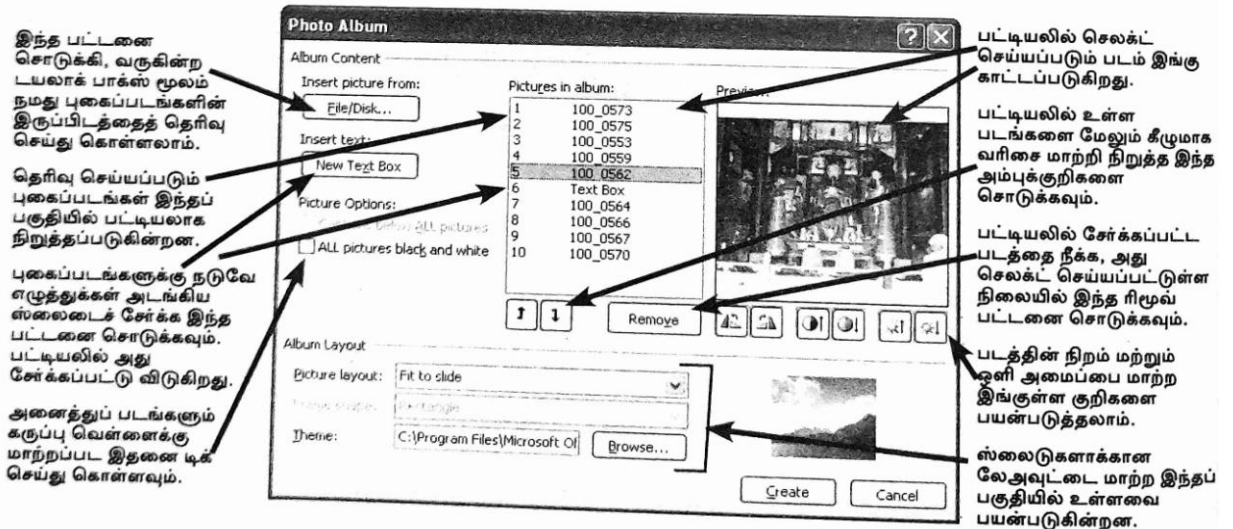 இந்த பட்டனை
சொடுக்கி, வருகின்ற
டயலாக் பாக்ஸ் மூலம்
நமது புகைப்படங்களின்
இருப்பிடத்தைத் தெரிவு
செய்து கொள்ளலாம்.
தெரிவு செய்யப்படும்
புகைப்படங்கள் இந்தப்
பகுதியில் பட்டியலாக
நிறுத்தப்படுகின்றன.
புகைப்படங்களுக்கு நடுவே
எழுத்துக்கள் அடங்கிய
ஸ்லைடைச் சேர்க்க இந்த
பட்டனை சொடுக்கவும்.
பட்டியலில் அது
சேர்க்கப்பட்டு விடுகிறது.
அனைத்துப் படங்களும்
கருப்பு வெள்ளைக்கு
மாற்றப்பட இதனை டிக்
செய்து கொள்ளவும்.
Photo Album
Album Content
Insert picture from:
File/Disk...
Insert text:
New Text Box
Picture Options:
ALL pictures
ALL pictures black and white
Pictures in album:
1 100_0573
2 100_0575
3 100_0553
4 100_0559
5 100_0562
6 Text Box
7 100_0564
8 100_0566
9 100_0567
10 100_0570
Remove
Album Layout
Picture layout: Fit to slide
Rectangle
Theme: C:\Program Files\Microsoft Of
Browse...
Create
Cancel
பட்டியலில் செலக்ட்
செய்யப்படும் படம் இங்கு
காட்டப்படுகிறது.
பட்டியலில் உள்ள
படங்களை மேலும் கீழுமாக
வரிசை மாற்றி நிறுத்த இந்த
அம்புக்குறிகளை
சொடுக்கவும்.
பட்டியலில் சேர்க்கப்பட்ட
படத்தை நீக்க, அது
செலக்ட் செய்யப்பட்டுள்ள
நிலையில் இந்த ரிமூவ்
பட்டனை சொடுக்கவும்.
படத்தின் நிறம் மற்றும்
ஒளி அமைப்பை மாற்ற
இங்குள்ள குறிகளை
பயன்படுத்தலாம்.
ஸ்லைடுகளாக்கான
லேஅவுட்டை மாற்ற இந்தப்
பகுதியில் உள்ளவை
பயன்படுகின்றன.